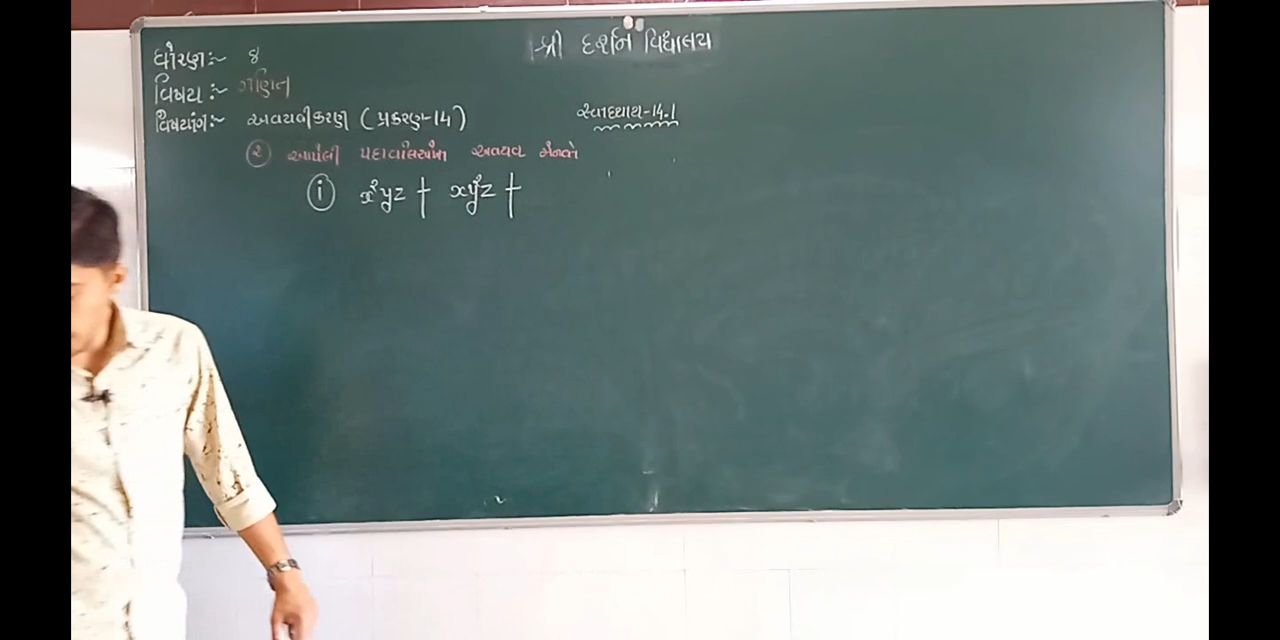 શ્રી દર્શન વિદ્યાલય
ધોરણ :- ૪
વિષય :- ગણિત
વિષયાંગ :- અવયવીકરણ (પ્રકરણ-14) સ્વાધ્યાય-14.1
(૨) આપેલી પદાવલિઓના અવયવ મેળવો
(i) x²yz + xy²z +